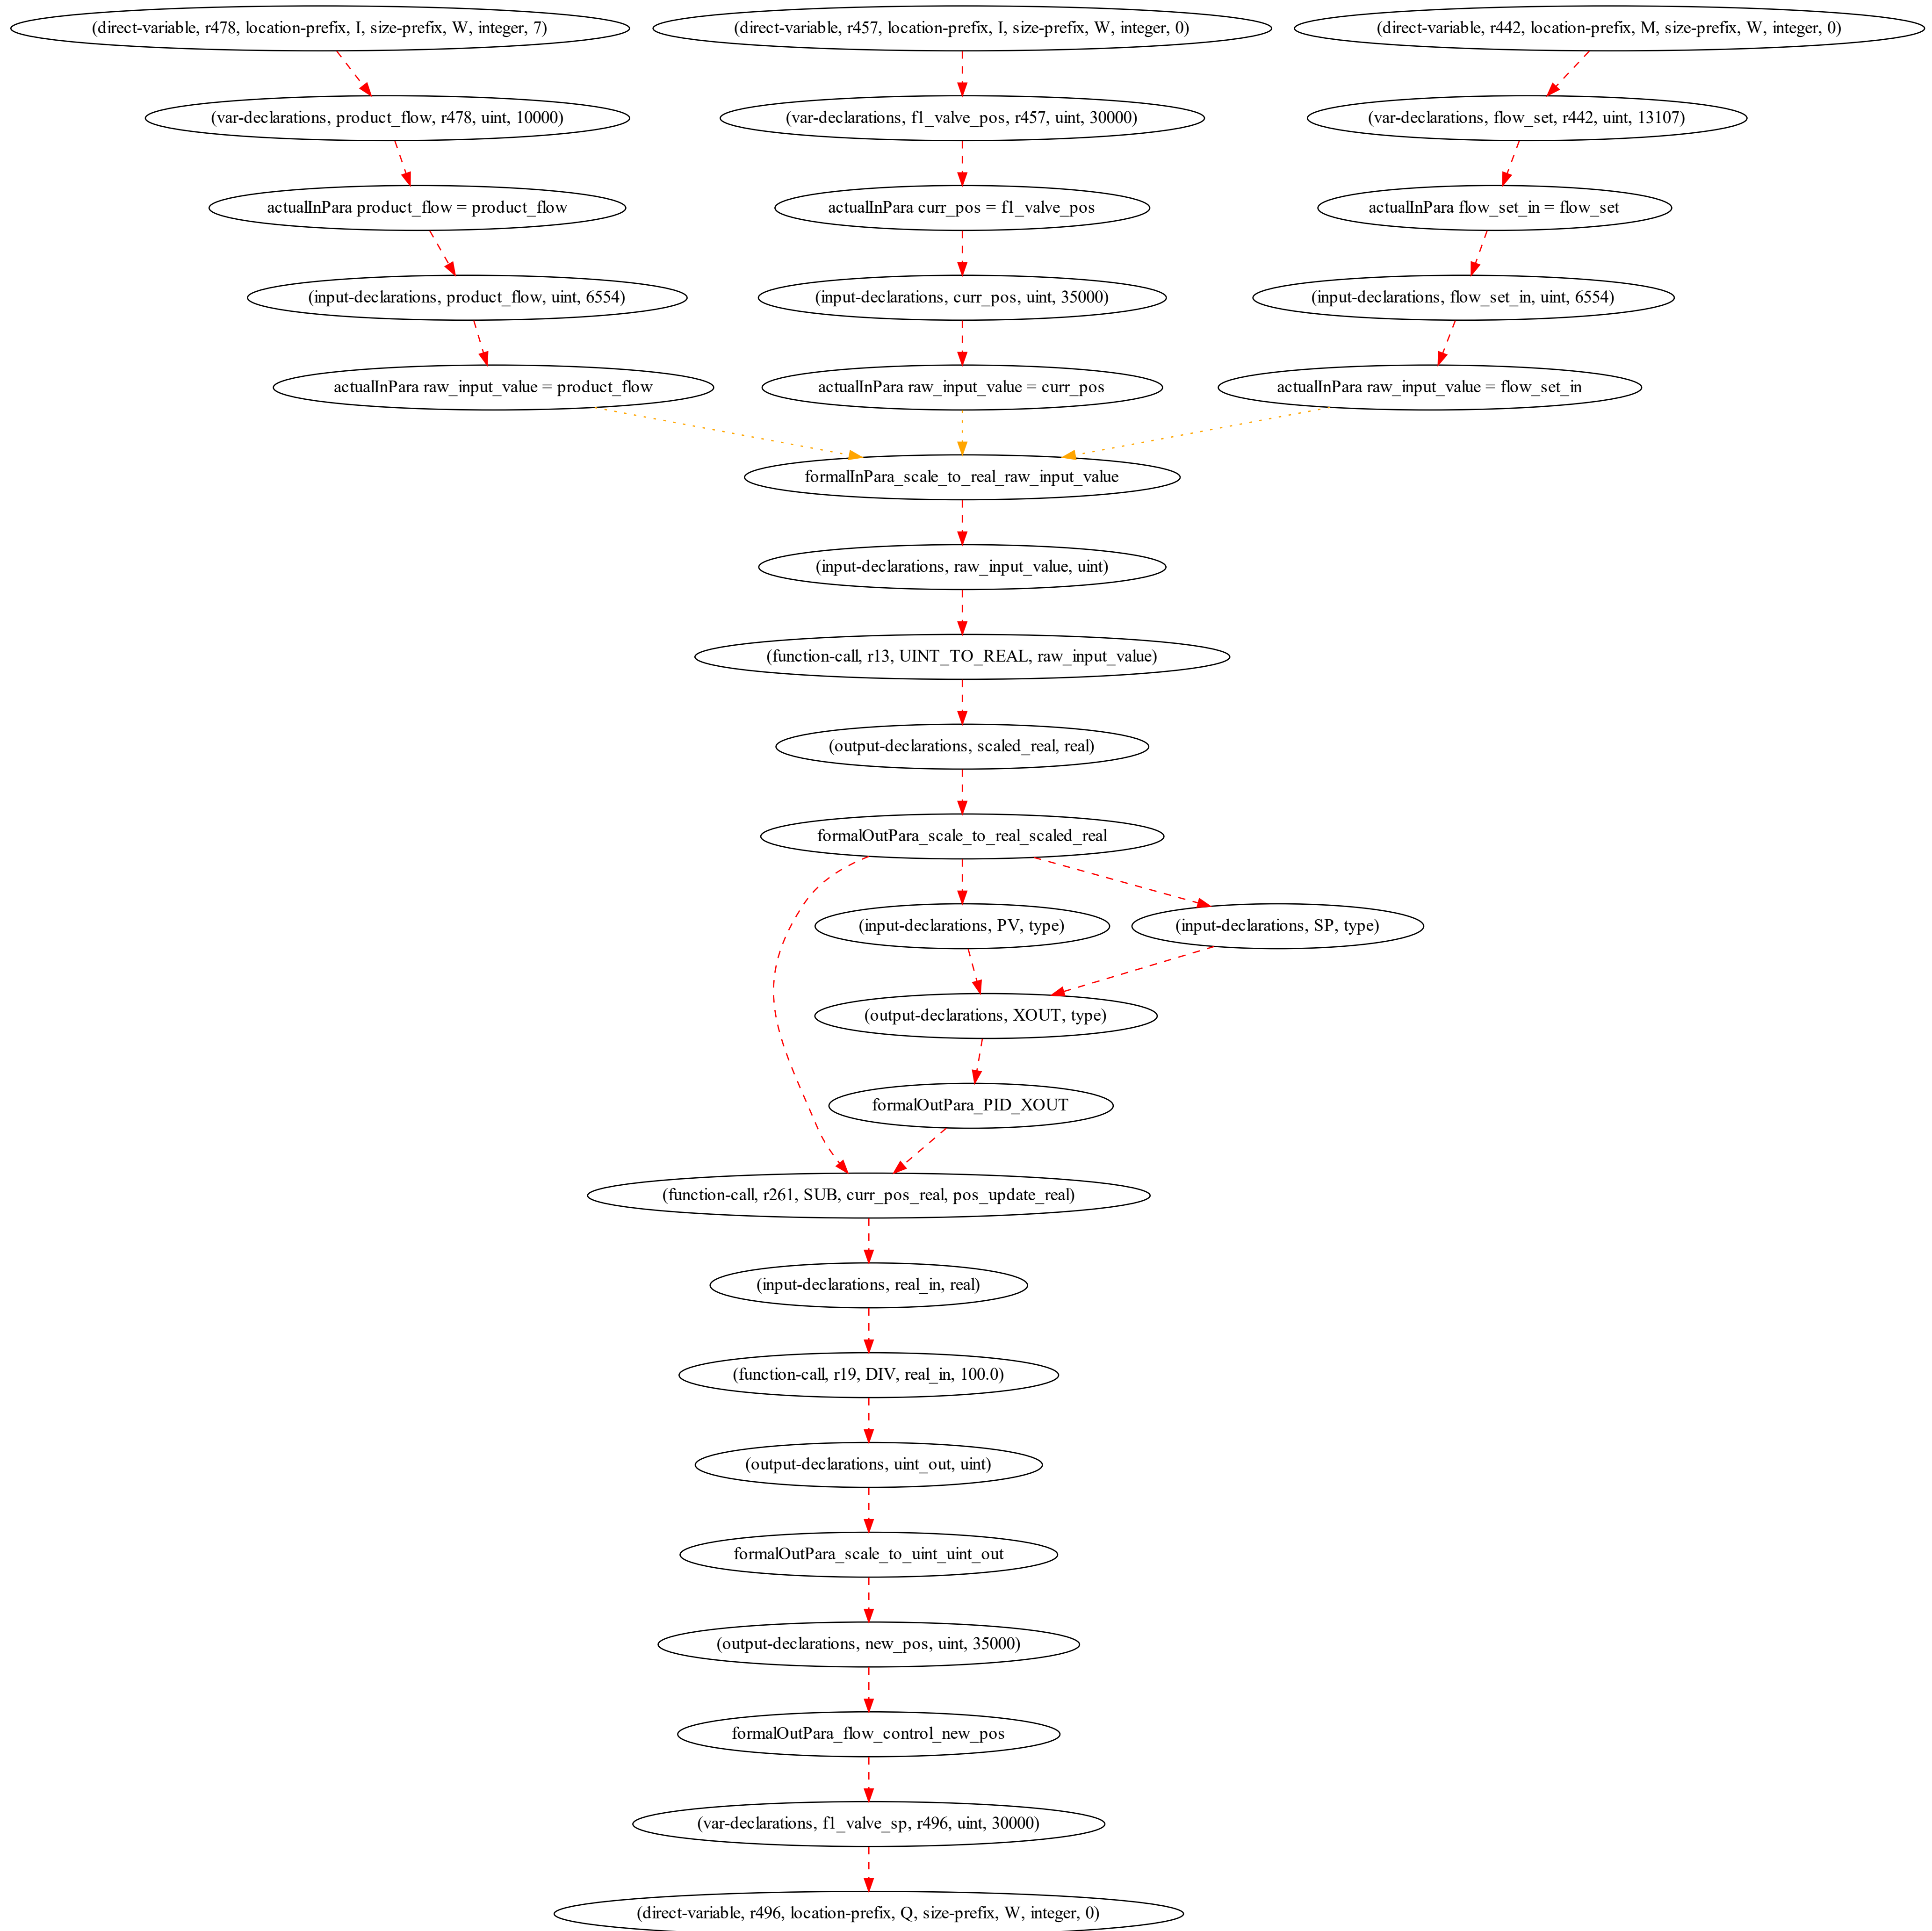 (direct-variable, r478, location-prefix, I, size-prefix, W, integer, 7)
(direct-variable, r457, location-prefix, I, size-prefix, W, integer, 0)
(direct-variable, r442, location-prefix, M, size-prefix, W, integer, 0)
(var-declarations, product_flow, r478, uint, 10000)
(var-declarations, f1_valve_pos, r457, uint, 30000)
(var-declarations, flow_set, r442, uint, 13107)
actualInPara product_flow = product_flow
actualInPara curr_pos = f1_valve_pos
actualInPara flow_set_in = flow_set
(input-declarations, product_flow, uint, 6554)
(input-declarations, curr_pos, uint, 35000)
(input-declarations, flow_set_in, uint, 6554)
actualInPara raw_input_value = product_flow
actualInPara raw_input_value = curr_pos
actualInPara raw_input_value = flow_set_in
formalInPara_scale_to_real_raw_input_value
(input-declarations, raw_input_value, uint)
(function-call, r13, UINT_TO_REAL, raw_input_value)
(output-declarations, scaled_real, real)
formalOutPara_scale_to_real_scaled_real
(input-declarations, PV, type)
(input-declarations, SP, type)
(output-declarations, XOUT, type)
formalOutPara_PID_XOUT
(function-call, r261, SUB, curr_pos_real, pos_update_real)
(input-declarations, real_in, real)
(function-call, r19, DIV, real_in, 100.0)
(output-declarations, uint_out, uint)
formalOutPara_scale_to_uint_uint_out
(output-declarations, new_pos, uint, 35000)
formalOutPara_flow_control_new_pos
(var-declarations, f1_valve_sp, r496, uint, 30000)
(direct-variable, r496, location-prefix, Q, size-prefix, W, integer, 0)